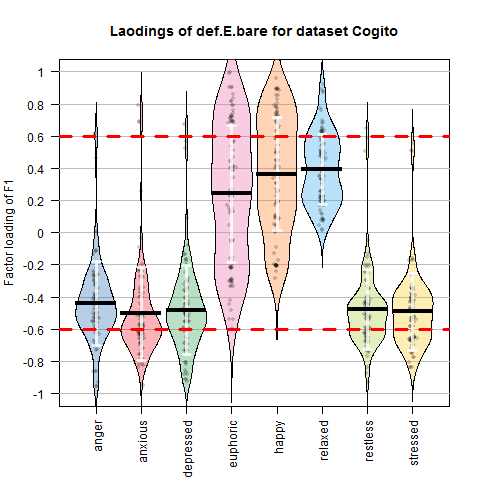 Laodings of def.E.bare for dataset Cogito
Factor loading of F1
1
0.8
0.6
0.4
0.2
0
-0.2
-0.4
-0.6
-0.8
-1
anger
anxious
depressed
euphoric
happy
relaxed
restless
stressed